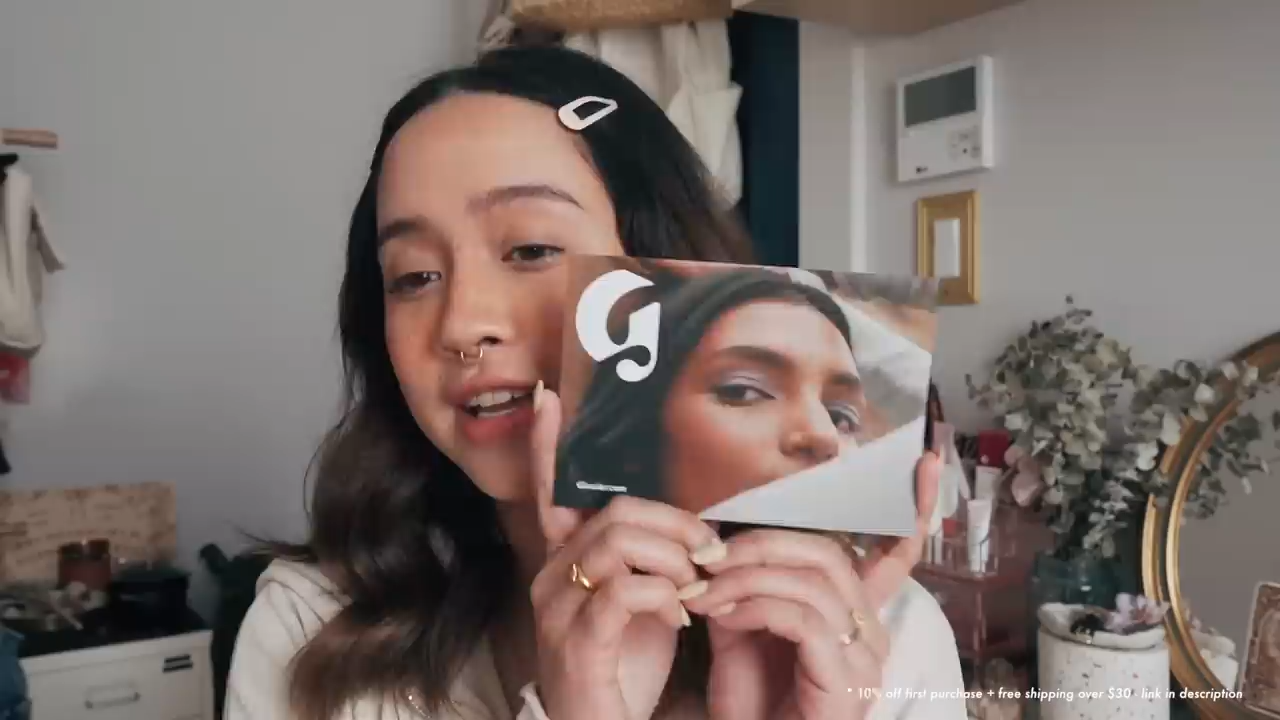 G
* 10% off first purchase + free shipping over $30 - link in description